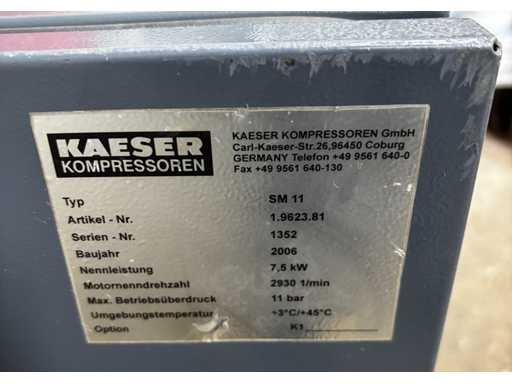 KAESER
KOMPRESSOREN
KAESER KOMPRESSOREN GmbH
Carl-Kaeser-Str.26,96450 Coburg
GERMANY Telefon +49 9561 640-0
Fax +49 9561 640-130
Typ SM 11
Artikel - Nr. 1.9623.81
Serien - Nr. 1352
Baujahr 2006
Nennleistung 7,5 kW
Motornenndrehzahl 2930 1/min
Max. Betriebsüberdruck 11 bar
Umgebungstemperatur +3°C/+45°C
Option K1